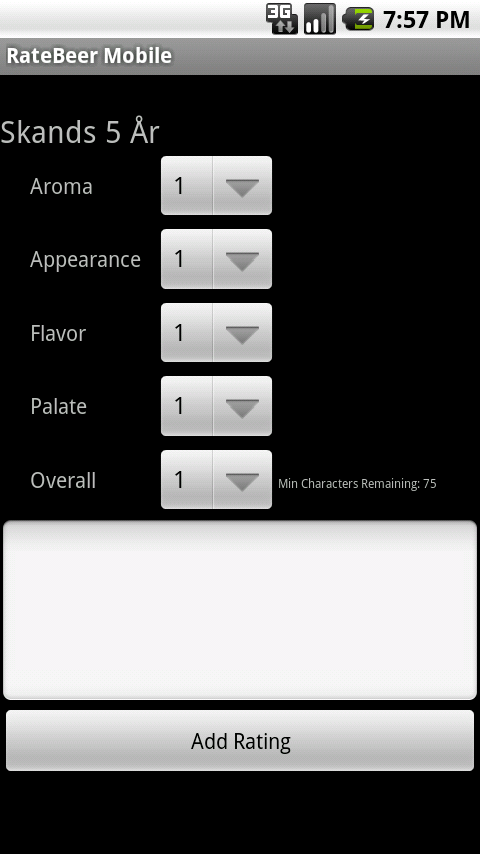 3G 7:57 PM
RateBeer Mobile
Skands 5 År
Aroma 1
Appearance 1
Flavor 1
Palate 1
Overall 1 Min Characters Remaining: 75
Add Rating